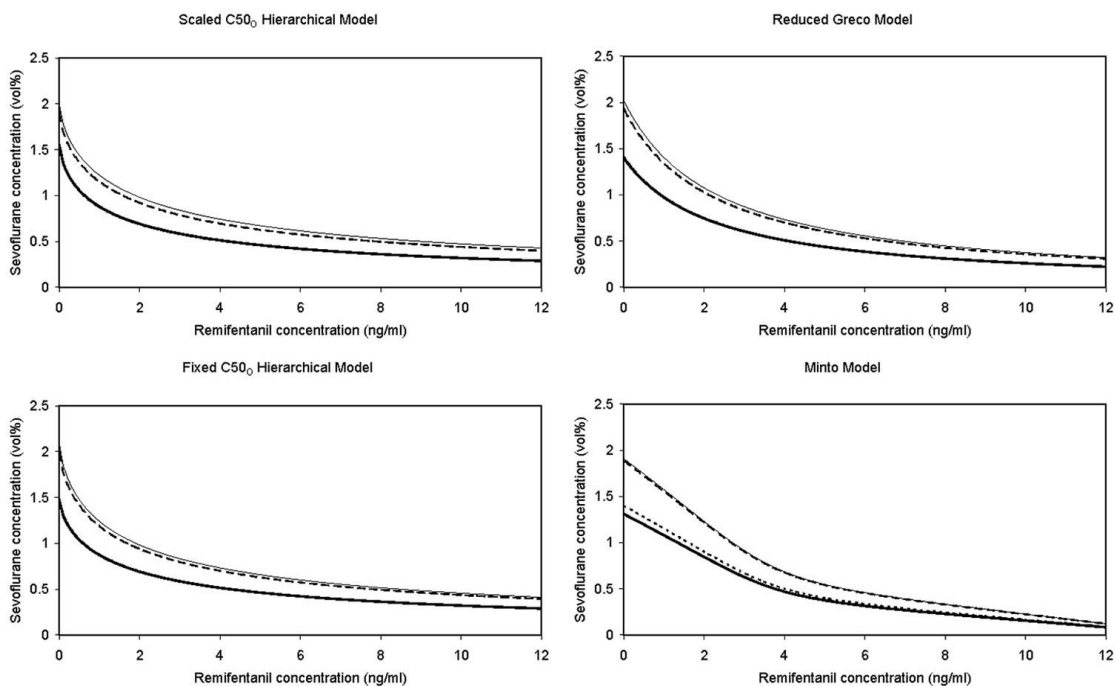 Scaled C50O Hierarchical Model
Sevoflurane concentration (vol%)
2.5
2
1.5
1
0.5
0
0 2 4 6 8 10 12
Remifentanil concentration (ng/ml)
Reduced Greco Model
Sevoflurane concentration (vol%)
2.5
2
1.5
1
0.5
0
0 2 4 6 8 10 12
Remifentanil concentration (ng/ml)
Fixed C50O Hierarchical Model
Sevoflurane concentration (vol%)
2.5
2
1.5
1
0.5
0
0 2 4 6 8 10 12
Remifentanil concentration (ng/ml)
Minto Model
Sevoflurane concentration (vol%)
2.5
2
1.5
1
0.5
0
0 2 4 6 8 10 12
Remifentanil concentration (ng/ml)